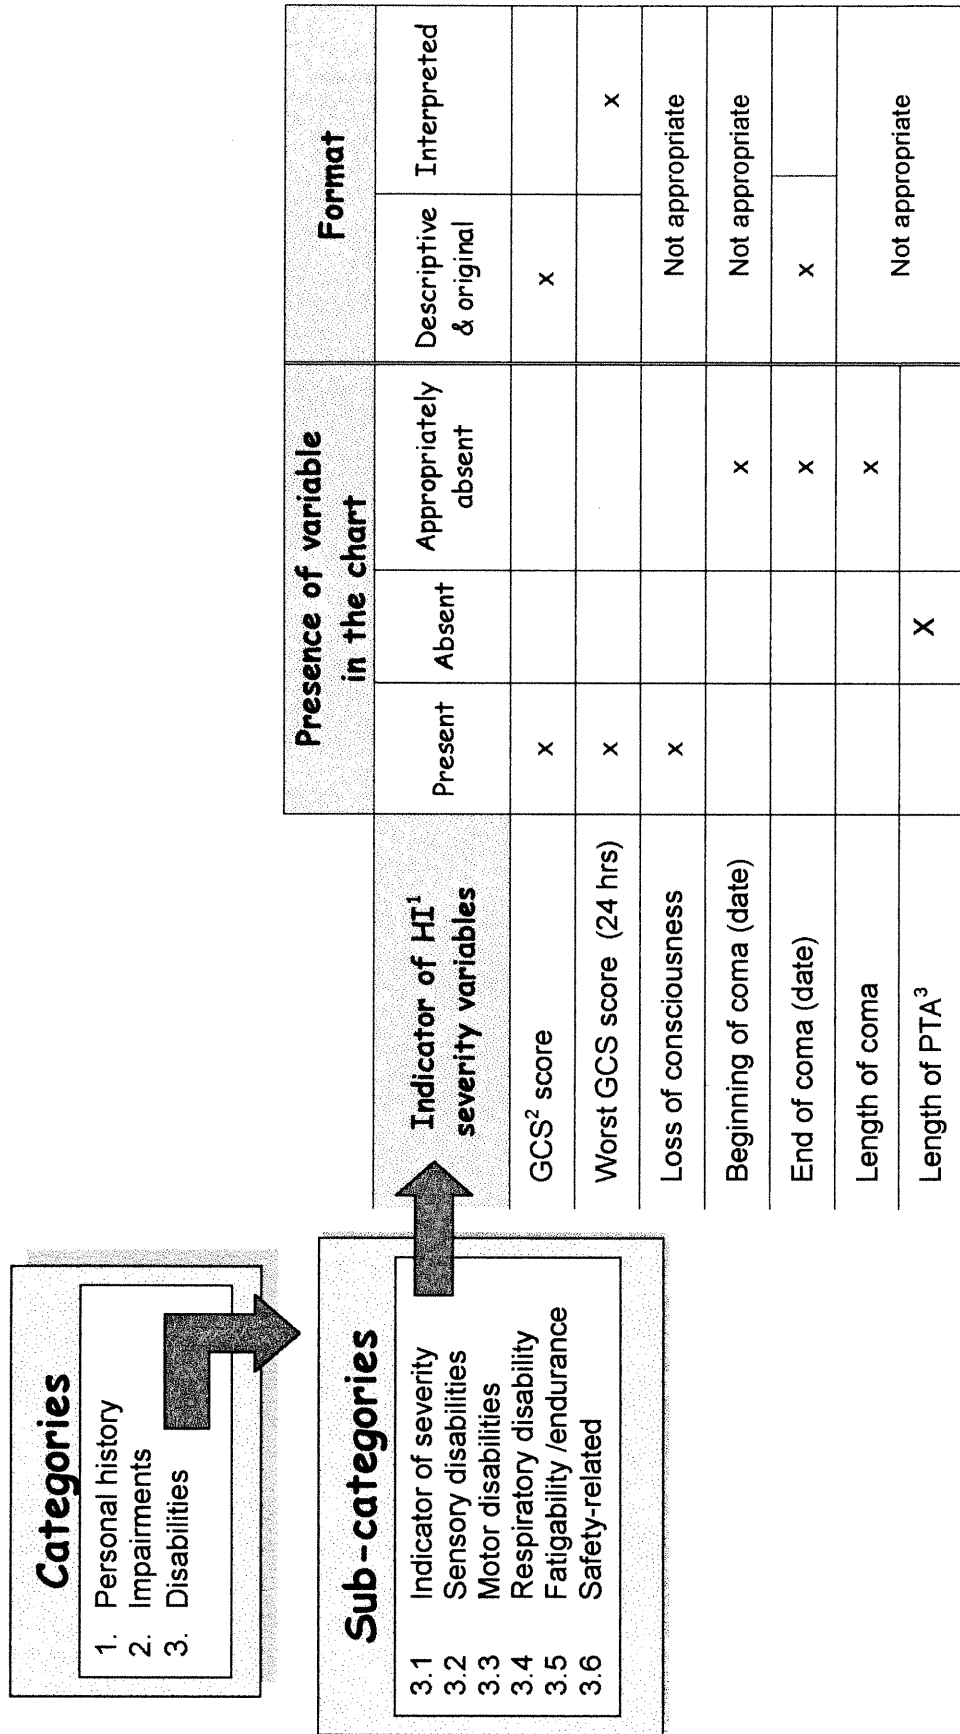 Categories
1. Personal history
2. Impairments
3. Disabilities
Sub-categories
3.1 Indicator of severity
3.2 Sensory disabilities
3.3 Motor disabilities
3.4 Respiratory disability
3.5 Fatigability /endurance
3.6 Safety-related
Presence of variable
in the chart
Format
Indicator of HI¹
severity variables
Present
Absent
Appropriately
absent
Descriptive
& original
Interpreted
GCS² score x x
Worst GCS score (24 hrs) x x
Loss of consciousness x Not appropriate
Beginning of coma (date) x Not appropriate
End of coma (date) x x
Length of coma x
Length of PTA³ X
Not appropriate